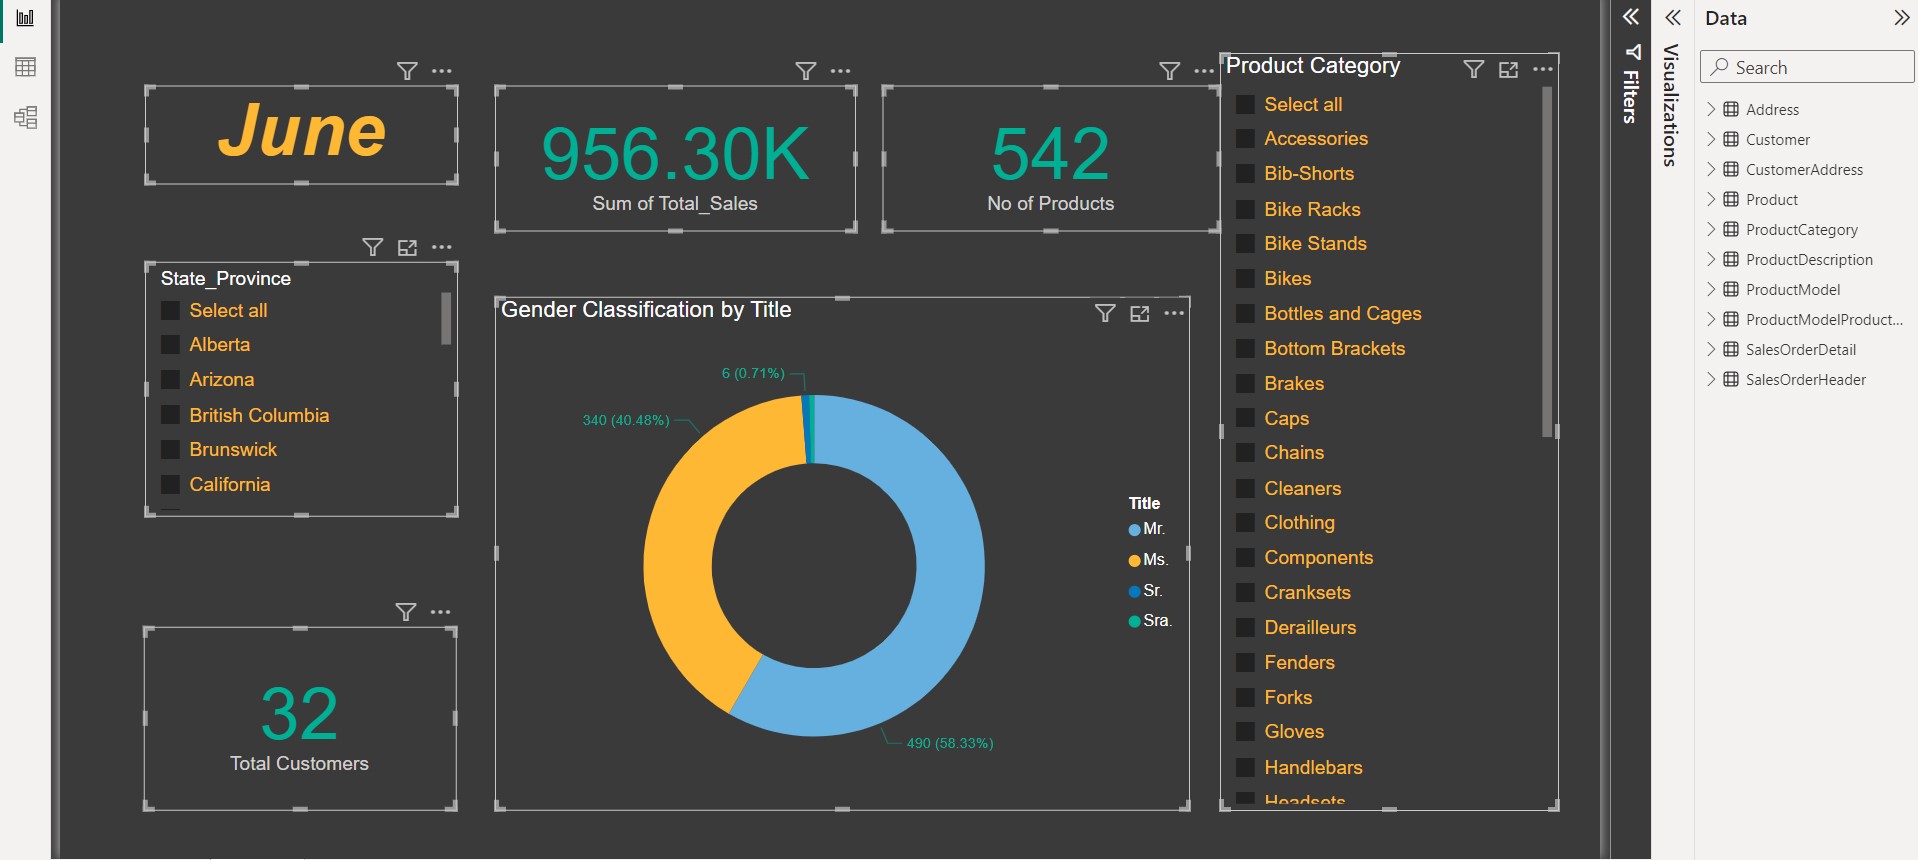 June
956.30K
Sum of Total_Sales
542
No of Products
Product Category
Select all
Accessories
Bib-Shorts
Bike Racks
Bike Stands
Bikes
Bottles and Cages
Bottom Brackets
Brakes
Caps
Chains
Cleaners
Clothing
Components
Cranksets
Derailleurs
Fenders
Forks
Gloves
Handlebars
Headsets
State_Province
Select all
Alberta
Arizona
British Columbia
Brunswick
California
Gender Classification by Title
6 (0.71%)
340 (40.48%)
490 (58.33%)
Title
Mr.
Ms.
Sr.
Sra.
32
Total Customers
Filters
Visualizations
Data
Search
Address
Customer
CustomerAddress
Product
ProductCategory
ProductDescription
ProductModel
ProductModelProduct...
SalesOrderDetail
SalesOrderHeader